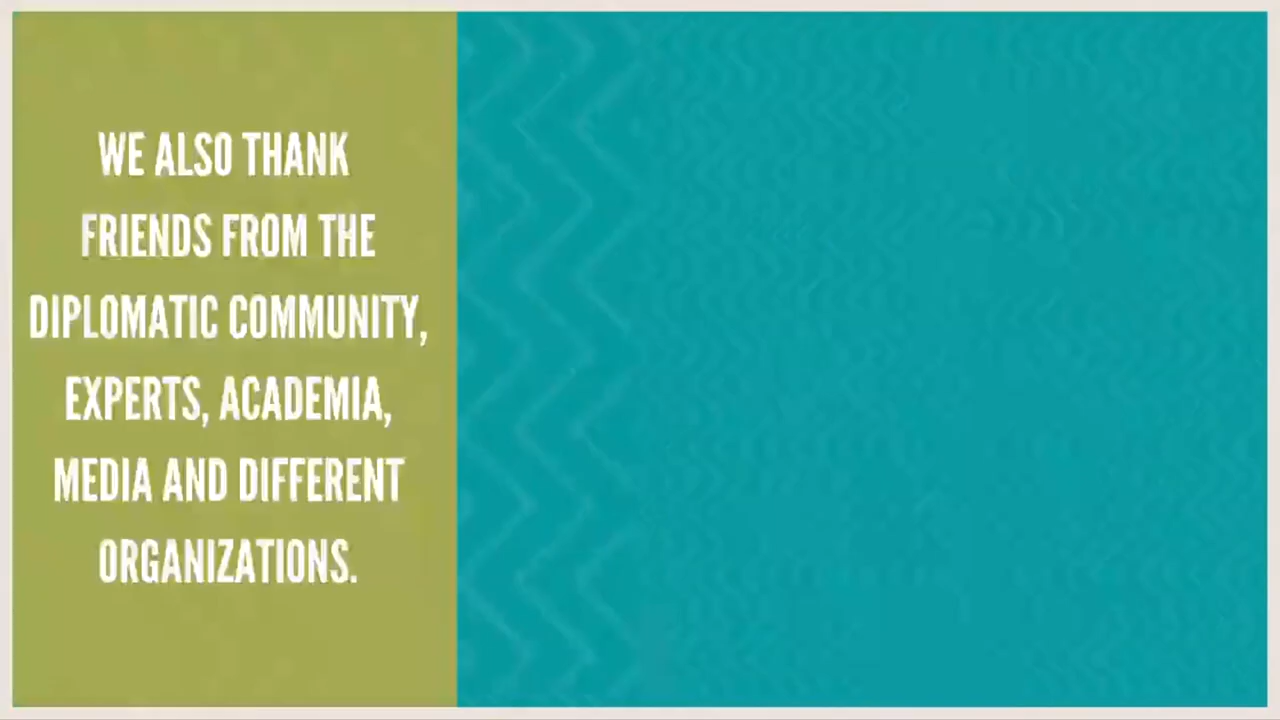 WE ALSO THANK
FRIENDS FROM THE
DIPLOMATIC COMMUNITY,
EXPERTS, ACADEMIA,
MEDIA AND DIFFERENT
ORGANIZATIONS.